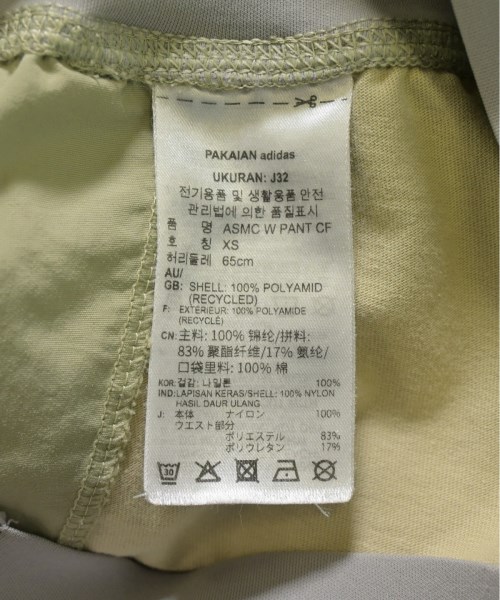 PAKAIAN adidas
UKURAN: J32
전기용품 및 생활용품 안전
관리법에 의한 품질표시
품 명 ASMC W PANT CF
호 칭 XS
허리둘레 65cm
AU/
GB: SHELL: 100% POLYAMID
(RECYCLED)
F: EXTÉRIEUR: 100% POLYAMIDE
(RECYCLÉ)
CN: 主料: 100% 锦纶/拼料:
83% 聚酯纤维/17% 氨纶/
口袋里料: 100% 棉
KOR: 겉감: 나일론 100%
IND: LAPISAN KERAS/SHELL: 100% NYLON
HASIL DAUR ULANG
J: 本体 ナイロン 100%
ウエスト部分
ポリエステル 83%
ポリウレタン 17%
30